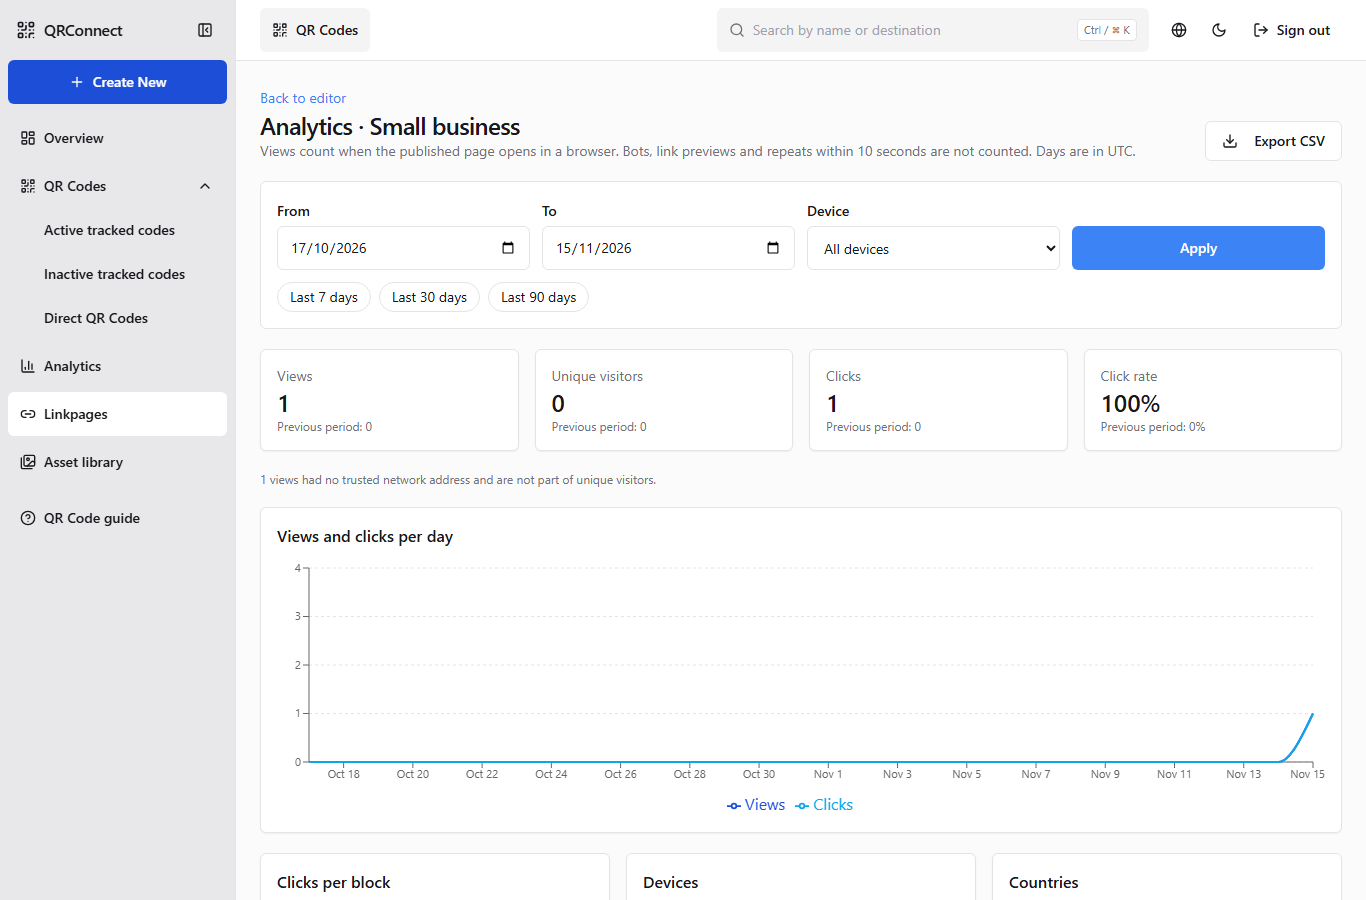 QRConnect
QR Codes
Search by name or destination
Ctrl / ⌘ K
Sign out
Create New
Overview
QR Codes
Active tracked codes
Inactive tracked codes
Direct QR Codes
Analytics
Linkpages
Asset library
QR Code guide
Back to editor
Analytics · Small business
Views count when the published page opens in a browser. Bots, link previews and repeats within 10 seconds are not counted. Days are in UTC.
Export CSV
From
To
Device
17/10/2026
15/11/2026
All devices
Apply
Last 7 days
Last 30 days
Last 90 days
Views
1
Previous period: 0
Unique visitors
0
Previous period: 0
Clicks
1
Previous period: 0
Click rate
100%
Previous period: 0%
1 views had no trusted network address and are not part of unique visitors.
Views and clicks per day
4
3
2
1
0
Oct 18 Oct 20 Oct 22 Oct 24 Oct 26 Oct 28 Oct 30 Nov 1 Nov 3 Nov 5 Nov 7 Nov 9 Nov 11 Nov 13 Nov 15
Views Clicks
Clicks per block
Devices
Countries